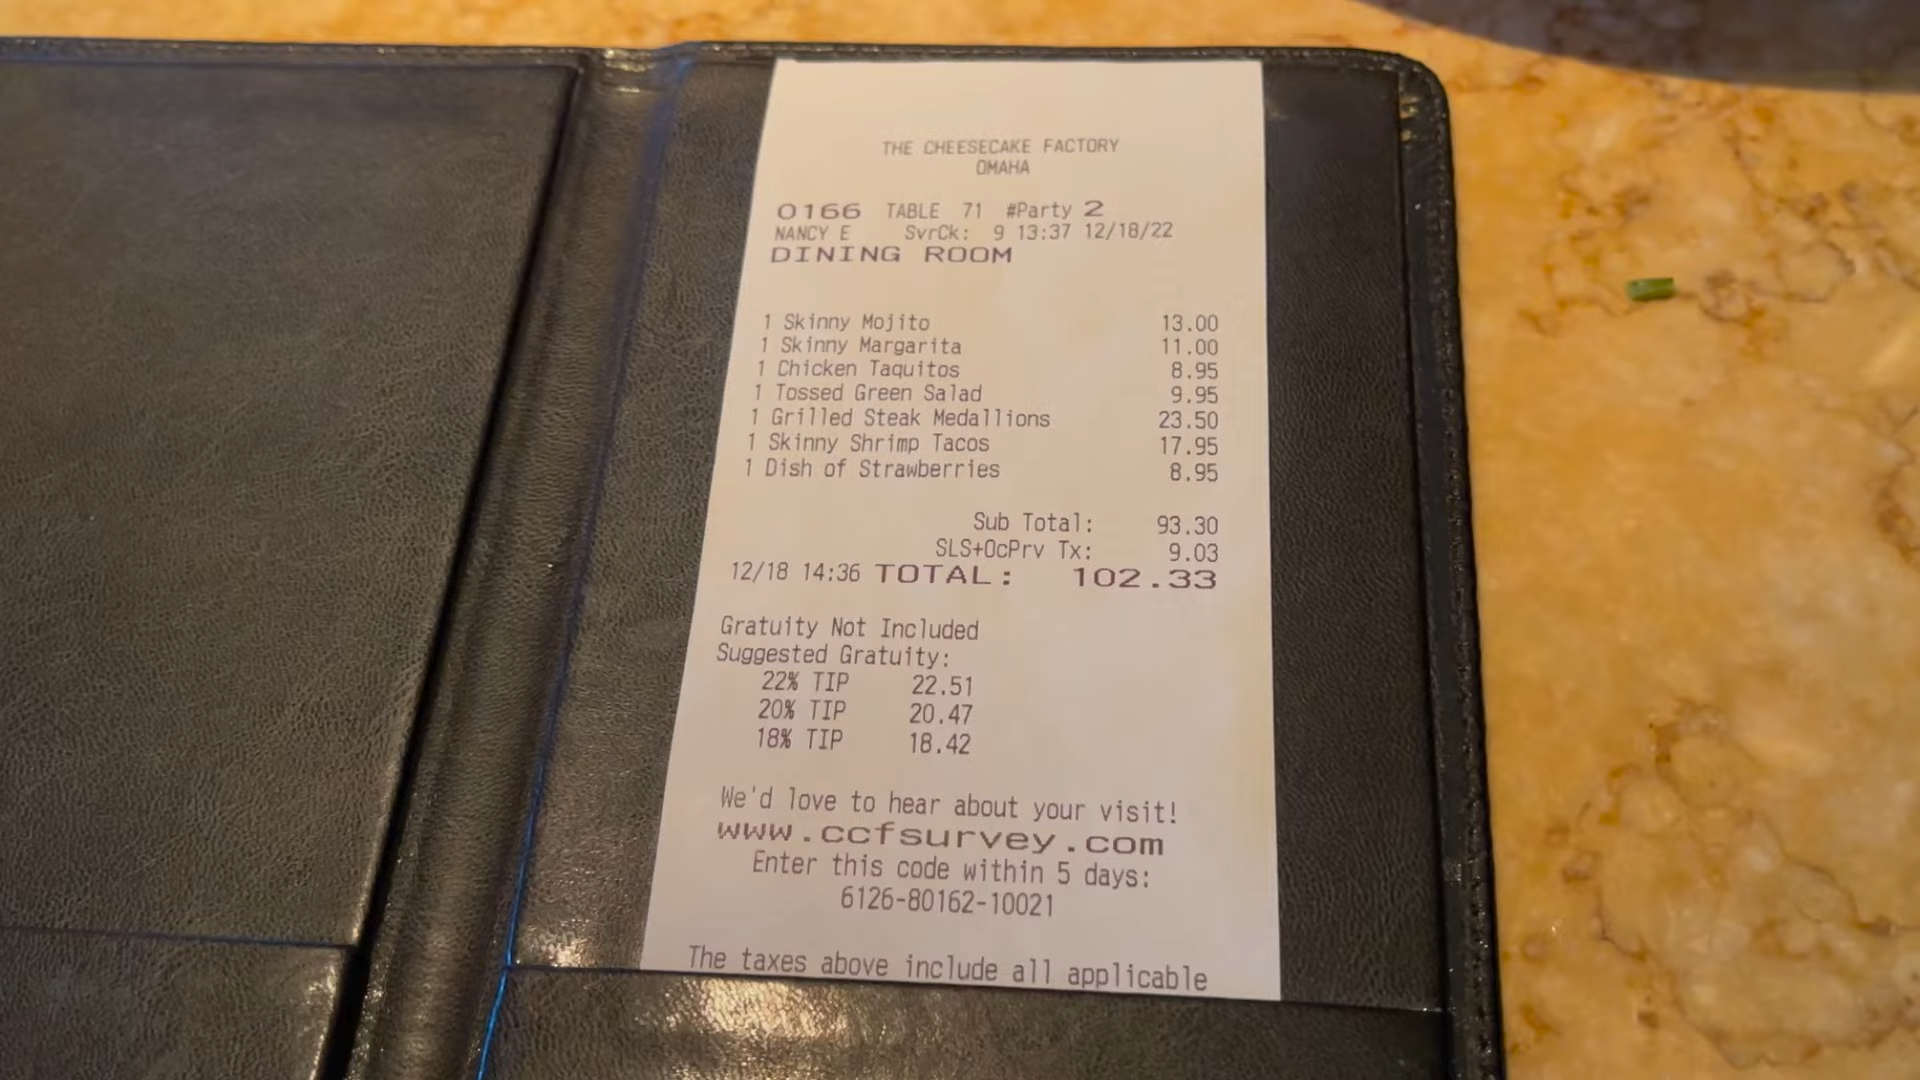 THE CHEESECAKE FACTORY
OMAHA
0166 TABLE 71 #Party 2
NANCY E SvrCk: 9 13:37 12/18/22
DINING ROOM
1 Skinny Mojito 13.00
1 Skinny Margarita 11.00
1 Chicken Taquitos 8.95
1 Tossed Green Salad 9.95
1 Grilled Steak Medallions 23.50
1 Skinny Shrimp Tacos 17.95
1 Dish of Strawberries 8.95
Sub Total: 93.30
SLS+OcPrv Tx: 9.03
12/18 14:36 TOTAL: 102.33
Gratuity Not Included
Suggested Gratuity:
22% TIP 22.51
20% TIP 20.47
18% TIP 18.42
We'd love to hear about your visit!
www.ccfsurvey.com
Enter this code within 5 days:
6126-80162-10021
The taxes above include all applicable